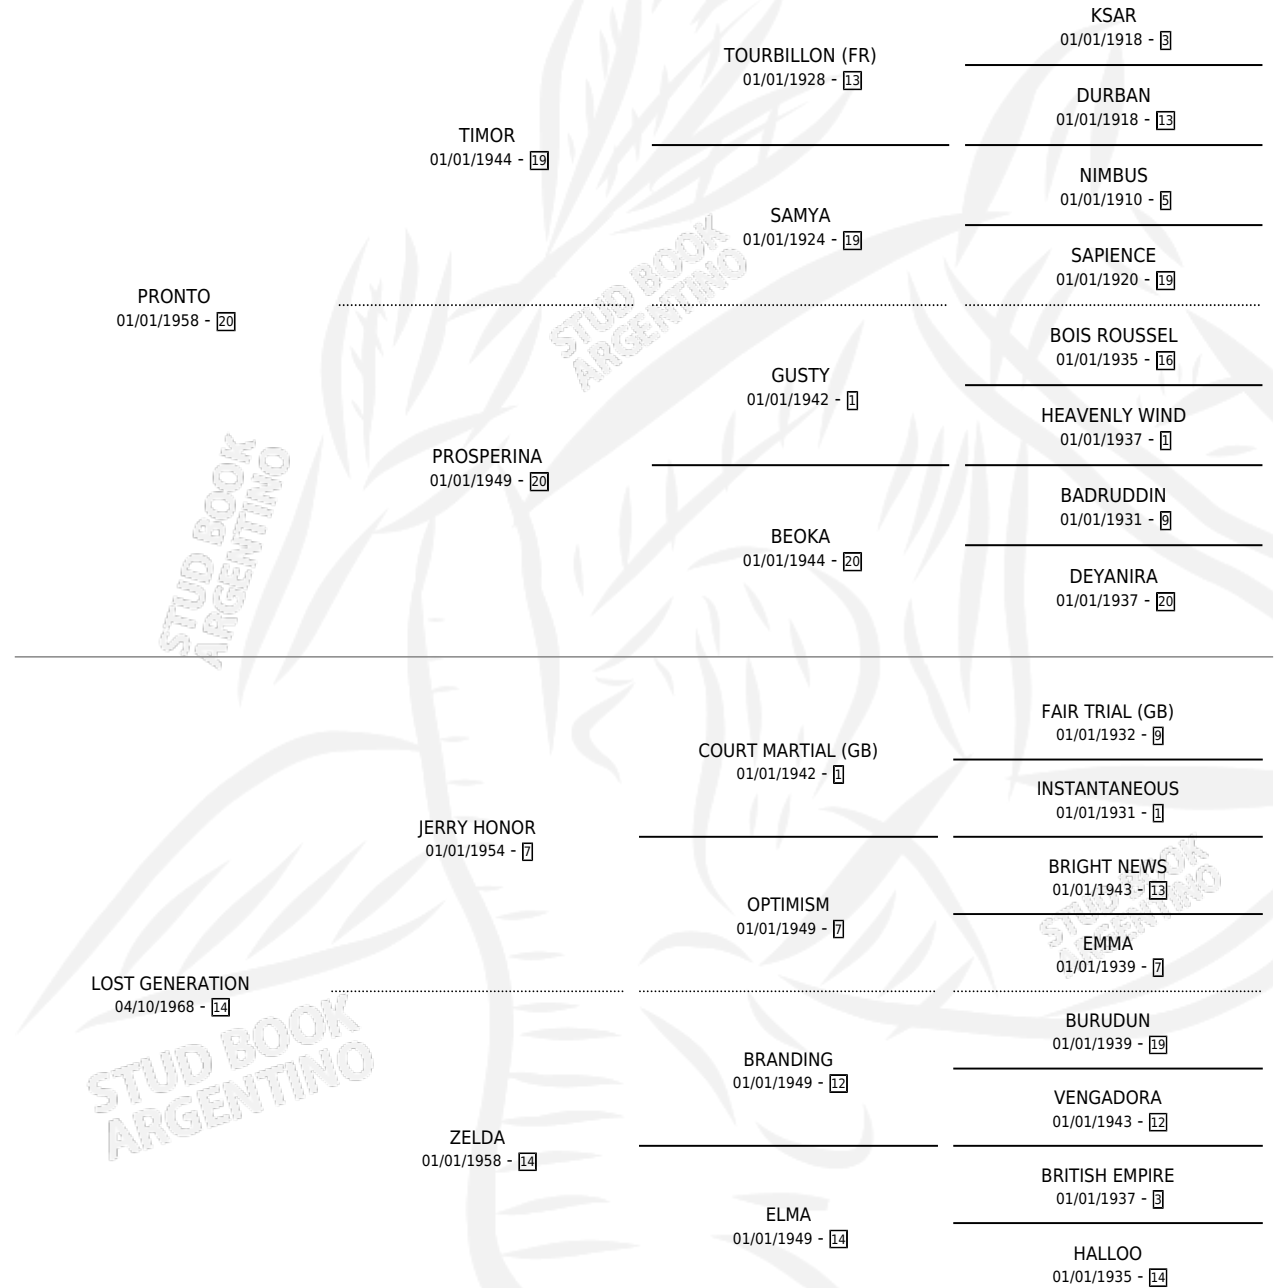 KSAR
01/01/1918 - 3
TOURBILLON (FR)
01/01/1928 - 13
DURBAN
01/01/1918 - 13
TIMOR
01/01/1944 - 19
NIMBUS
01/01/1910 - 5
SAMYA
01/01/1924 - 19
SAPIENCE
01/01/1920 - 19
PRONTO
01/01/1958 - 20
STUD BOOK
ARGENTINO
BOIS ROUSSEL
01/01/1935 - 16
GUSTY
01/01/1942 - 1
HEAVENLY WIND
01/01/1937 - 1
PROSPERINA
01/01/1949 - 20
BADRUDDIN
01/01/1931 - 9
BEOKA
01/01/1944 - 20
DEYANIRA
01/01/1937 - 20
STUD BOOK
ARGENTINO
FAIR TRIAL (GB)
01/01/1932 - 9
COURT MARTIAL (GB)
01/01/1942 - 1
INSTANTANEOUS
01/01/1931 - 1
JERRY HONOR
01/01/1954 - 7
BRIGHT NEWS
01/01/1943 - 13
OPTIMISM
01/01/1949 - 7
EMMA
01/01/1939 - 7
STUD BOOK
ARGENTINO
LOST GENERATION
04/10/1968 - 14
BURUDUN
01/01/1939 - 19
BRANDING
01/01/1949 - 12
VENGADORA
01/01/1943 - 12
STUD BOOK
ARGENTINO
ZELDA
01/01/1958 - 14
BRITISH EMPIRE
01/01/1937 - 3
ELMA
01/01/1949 - 14
HALLOO
01/01/1935 - 14